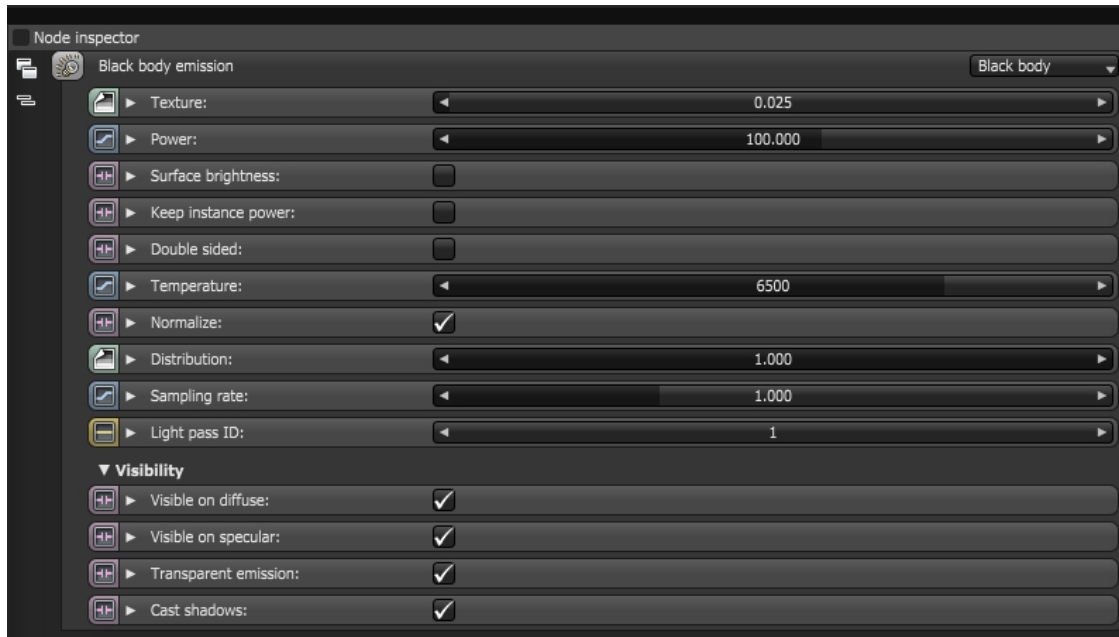 Node inspector
Black body emission Black body
Texture: 0.025
Power: 100.000
Surface brightness:
Keep instance power:
Double sided:
Temperature: 6500
Normalize:
Distribution: 1.000
Sampling rate: 1.000
Light pass ID: 1
Visibility
Visible on diffuse:
Visible on specular:
Transparent emission:
Cast shadows: